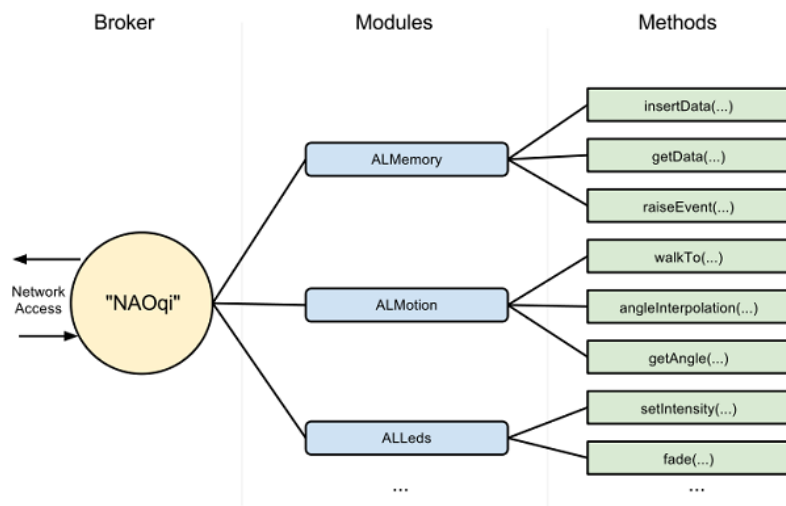 Broker
Modules
Methods
insertData(...)
ALMemory
getData(...)
raiseEvent(...)
walkTo(...)
Network
Access
"NAOqi"
ALMotion
angleInterpolation(...)
getAngle(...)
setIntensity(...)
ALLeds
fade(...)
...
...